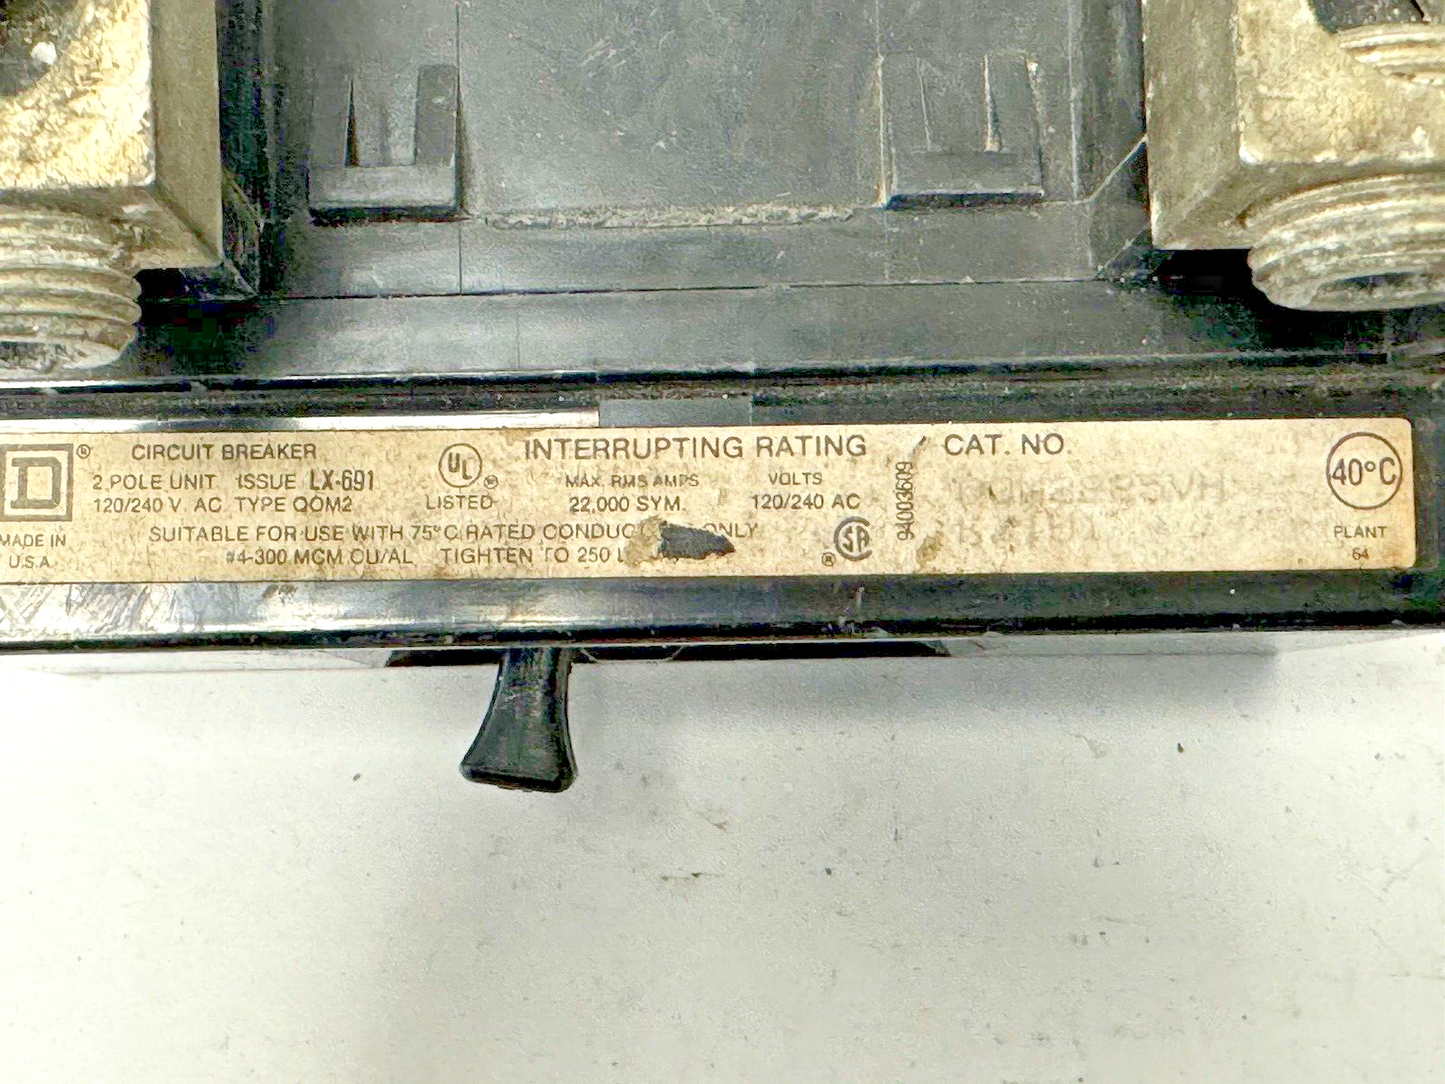 D ® CIRCUIT BREAKER
2 POLE UNIT ISSUE LX-691
120/240 V. AC TYPE QOM2
MADE IN
U.S.A.
UL ®
LISTED
INTERRUPTING RATING
MAX. RMS AMPS VOLTS
22,000 SYM. 120/240 AC
SUITABLE FOR USE WITH 75°C RATED ONLY
#4-300 MCM CU/AL TIGHTEN TO 250
® SA
94003609
CAT. NO.
40°C
PLANT
64